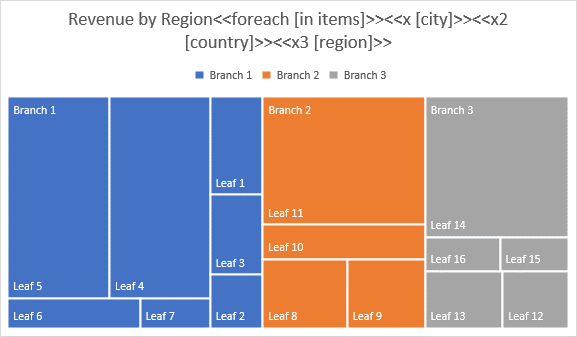 Revenue by Region<<foreach [in items]>><<x [city]>><<x2
[country]>><<x3 [region]>>
Branch 1 Branch 2 Branch 3
Branch 1
Leaf 5
Leaf 4
Leaf 1
Leaf 3
Leaf 2
Leaf 6
Leaf 7
Branch 2
Leaf 11
Leaf 10
Leaf 8
Leaf 9
Branch 3
Leaf 14
Leaf 16
Leaf 15
Leaf 13
Leaf 12